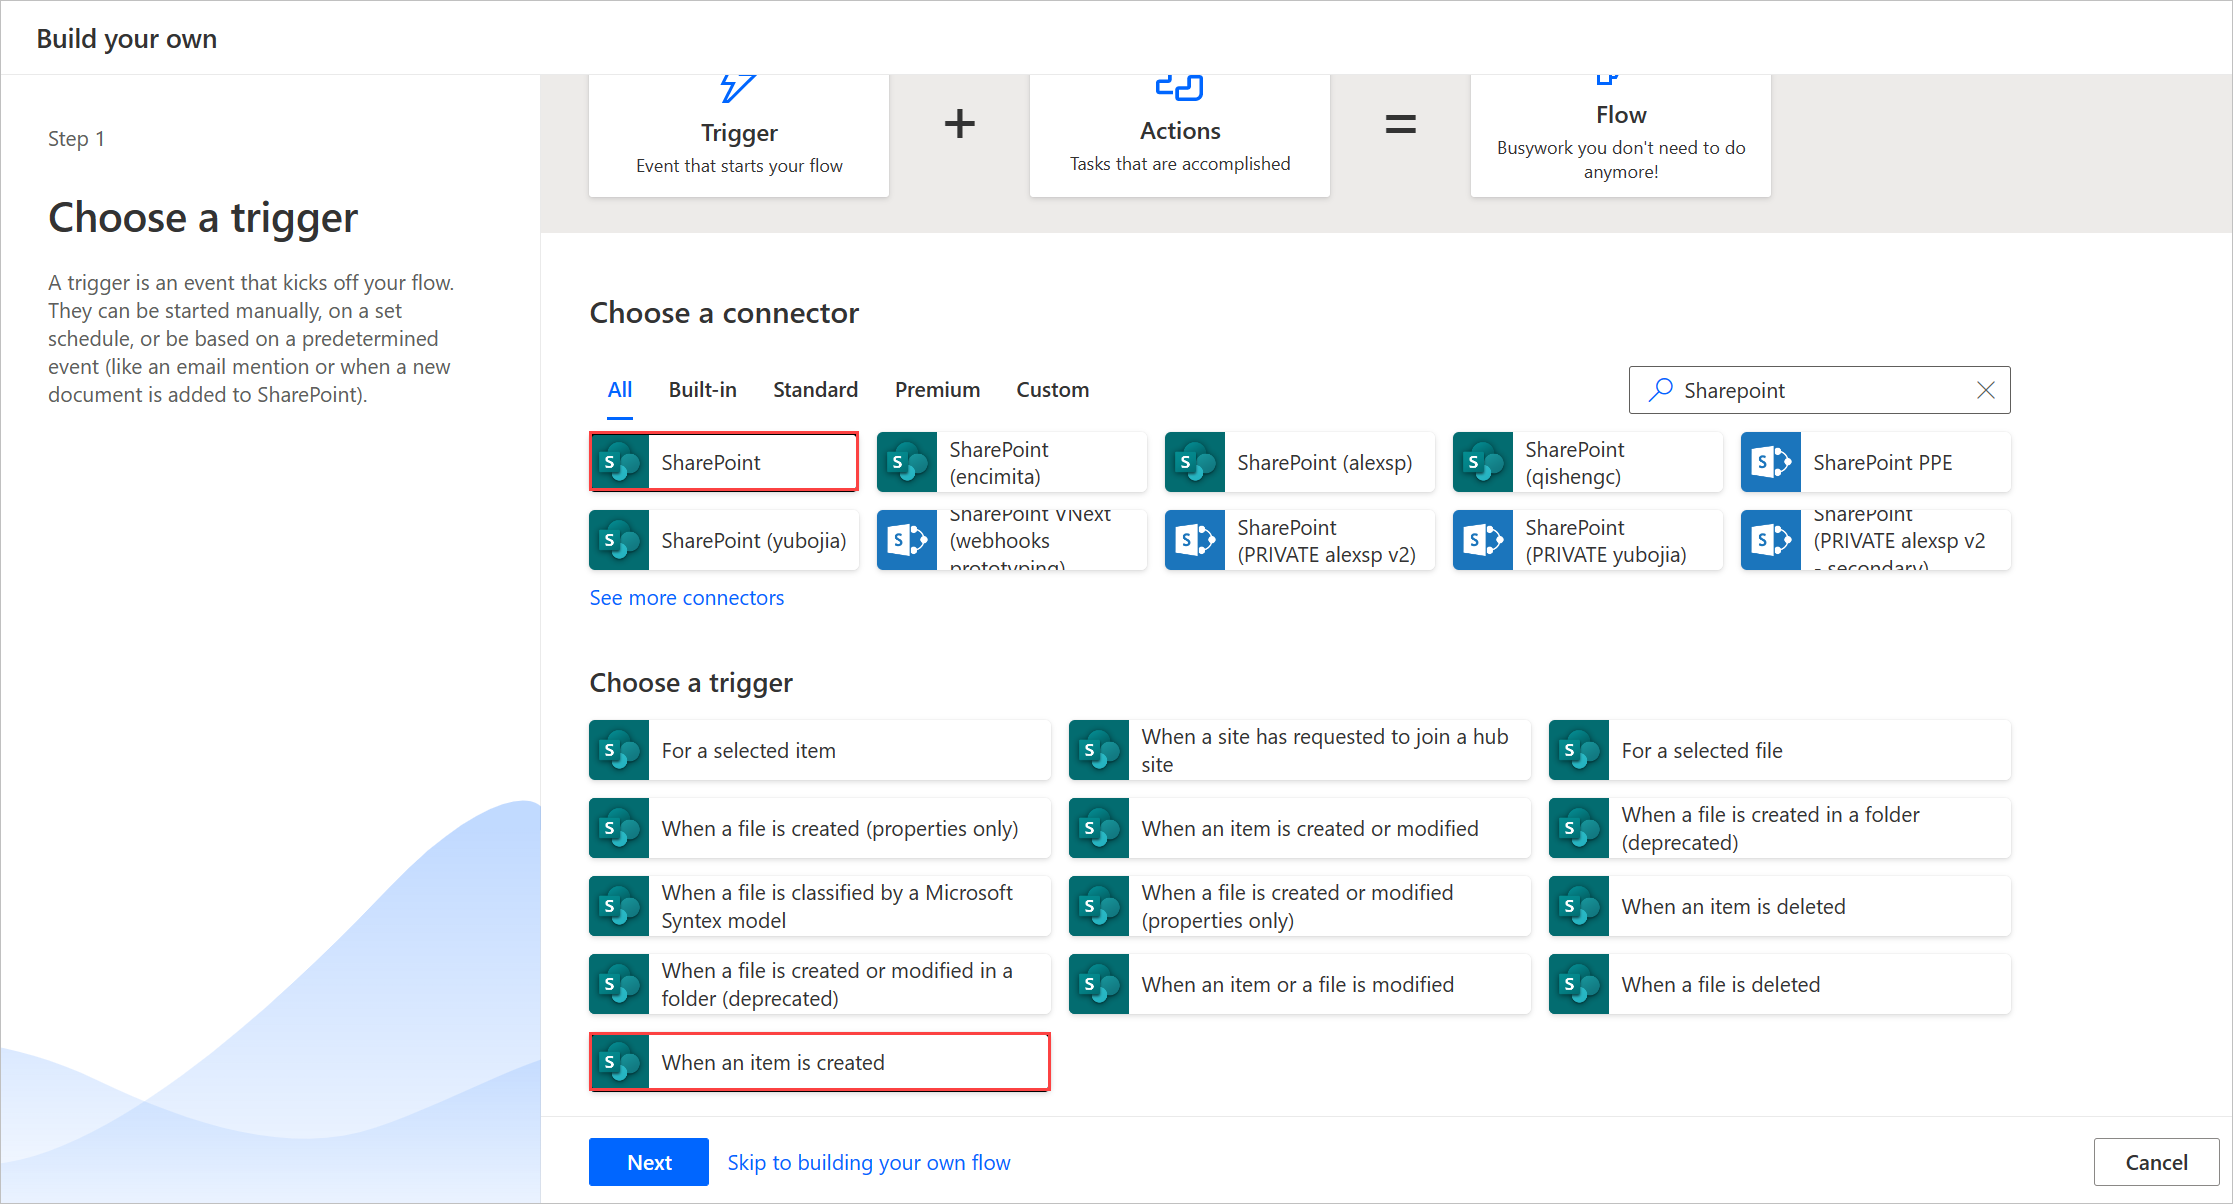 Build your own
Step 1
Choose a trigger
A trigger is an event that kicks off your flow.
They can be started manually, on a set
schedule, or be based on a predetermined
event (like an email mention or when a new
document is added to SharePoint).
Trigger
Event that starts your flow
+
Actions
Tasks that are accomplished
=
Flow
Busywork you don't need to do
anymore!
Choose a connector
All
Built-in
Standard
Premium
Custom
Sharepoint
SharePoint
SharePoint
(encimita)
SharePoint (alexsp)
SharePoint
(qishengc)
SharePoint PPE
SharePoint (yubojia)
SharePoint VNext
(webhooks
prototyping)
SharePoint
(PRIVATE alexsp v2)
SharePoint
(PRIVATE yubojia)
SharePoint
(PRIVATE alexsp v2
- secondary)
See more connectors
Choose a trigger
For a selected item
When a site has requested to join a hub
site
For a selected file
When a file is created (properties only)
When an item is created or modified
When a file is created in a folder
(deprecated)
When a file is classified by a Microsoft
Syntex model
When a file is created or modified
(properties only)
When an item is deleted
When a file is created or modified in a
folder (deprecated)
When an item or a file is modified
When a file is deleted
When an item is created
Next
Skip to building your own flow
Cancel